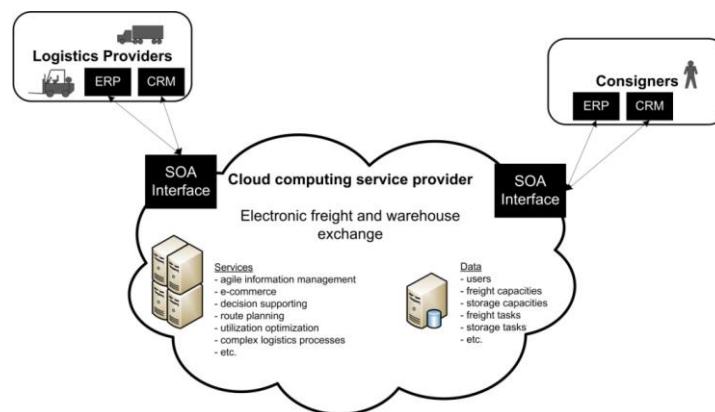 Logistics Providers
ERP
CRM
Consigners
ERP
CRM
SOA
Interface
Cloud computing service provider
SOA
Interface
Electronic freight and warehouse
exchange
Services
- agile information management
- e-commerce
- decision supporting
- route planning
- utilization optimization
- complex logistics processes
- etc.
Data
- users
- freight capacities
- storage capacities
- freight tasks
- storage tasks
- etc.